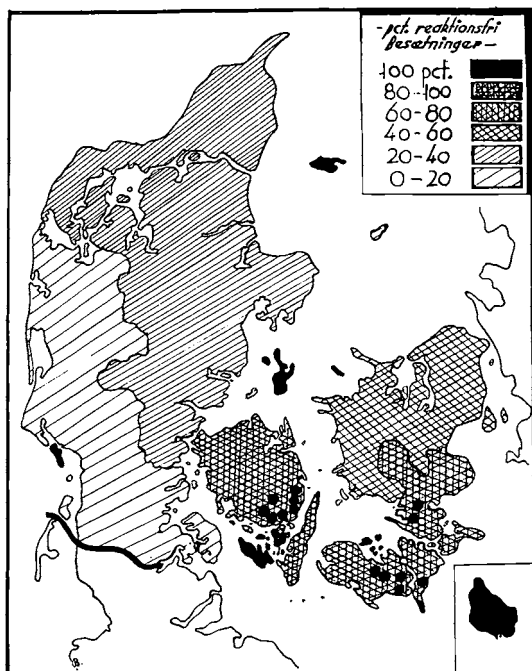 - pct. reaktionsfri
Besætninger -
100 pct.
80-100
60-80
40-60
20-40
0-20